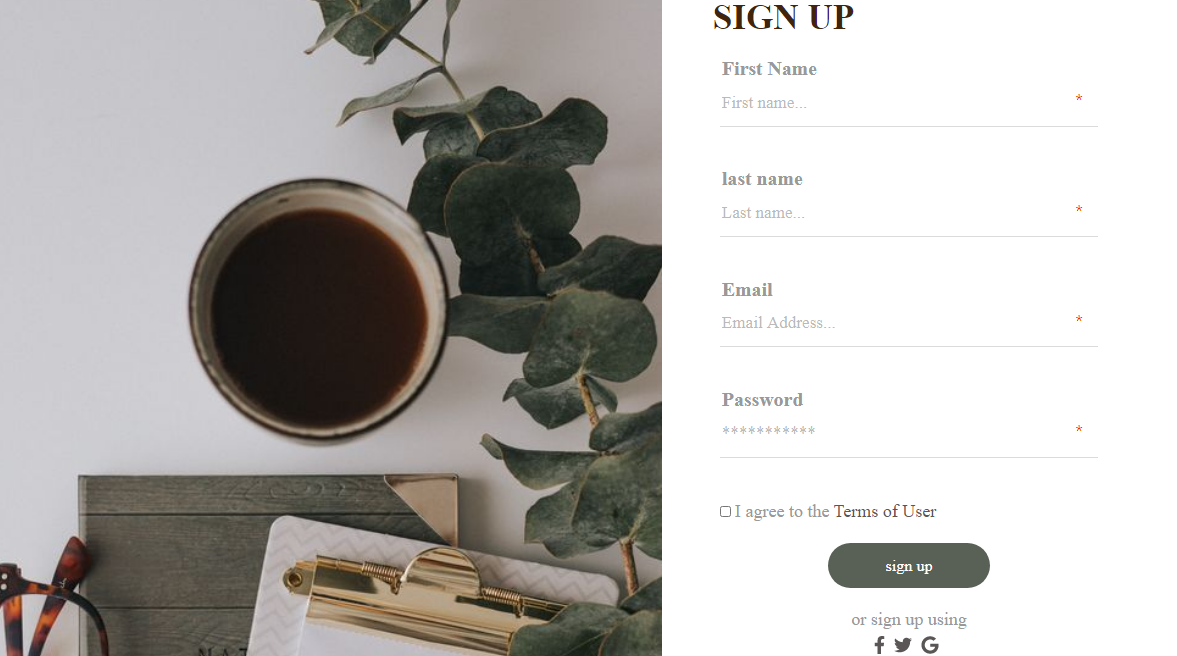 SIGN UP
First Name
First name...
*
last name
Last name...
*
Email
Email Address...
*
Password
***********
*
I agree to the Terms of User
sign up
or sign up using